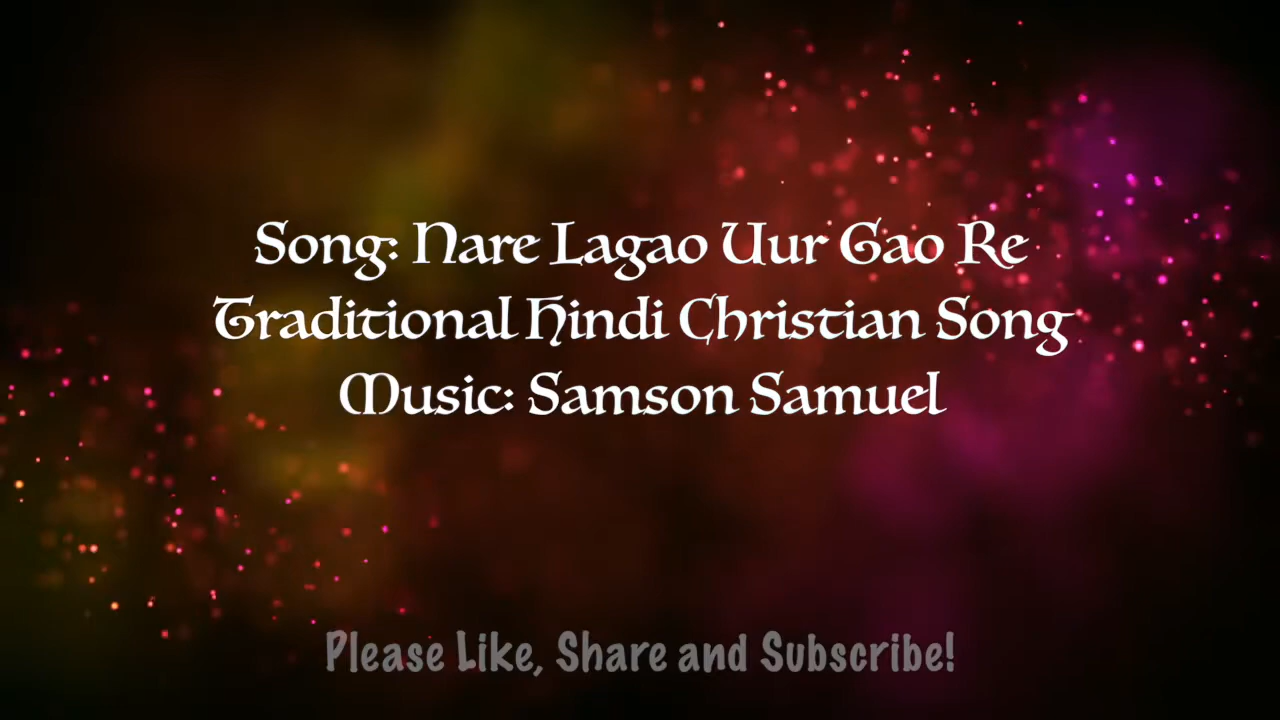 Song: Nare Lagao Uur Gao Re
Traditional Hindi Christian Song
Music: Samson Samuel
Please Like, Share and Subscribe!